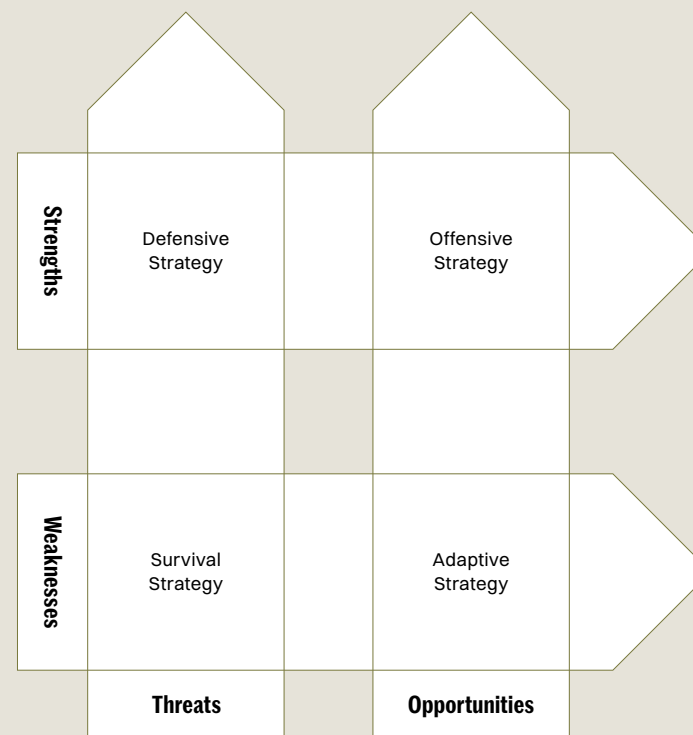 Strengths
Defensive
Strategy
Offensive
Strategy
Weaknesses
Survival
Strategy
Adaptive
Strategy
Threats
Opportunities